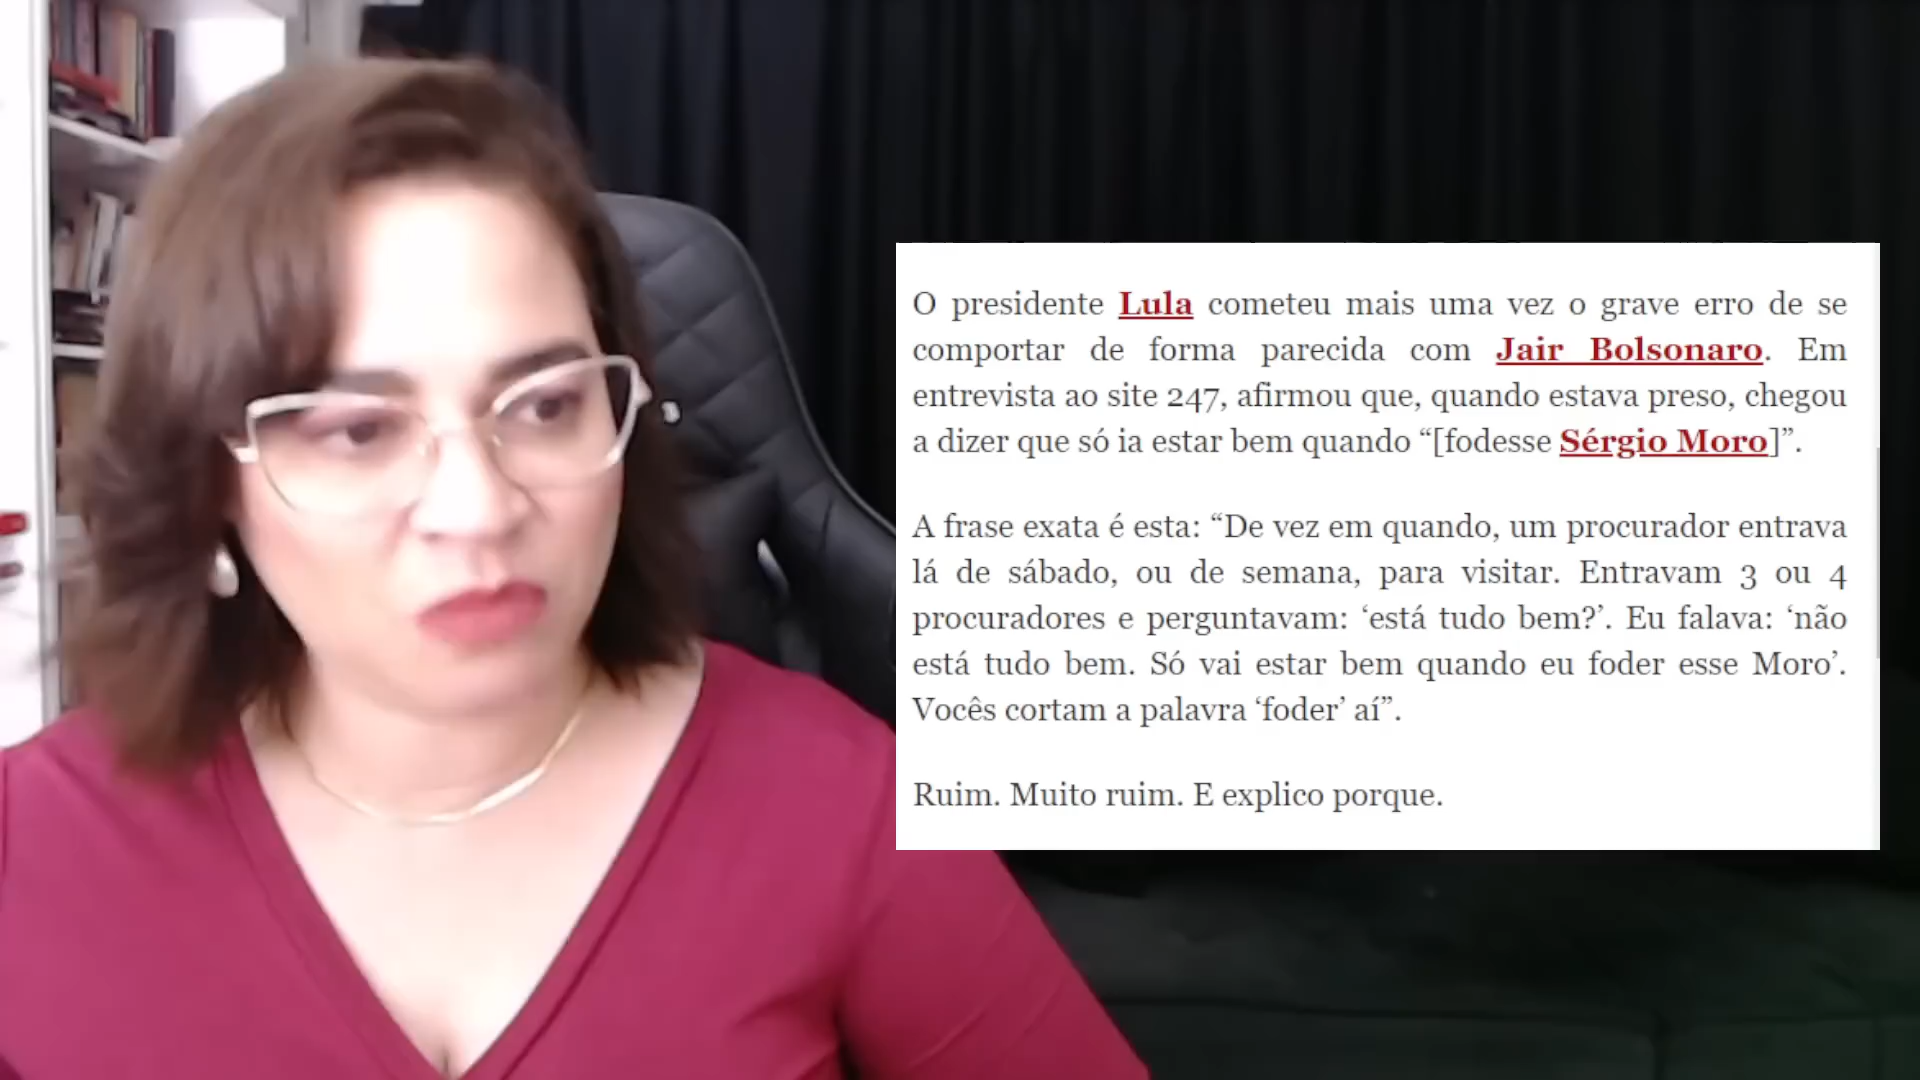 O presidente Lula cometeu mais uma vez o grave erro de se
comportar de forma parecida com Jair Bolsonaro. Em
entrevista ao site 247, afirmou que, quando estava preso, chegou
a dizer que só ia estar bem quando “[fodesse Sérgio Moro]”.
A frase exata é esta: “De vez em quando, um procurador entrava
lá de sábado, ou de semana, para visitar. Entravam 3 ou 4
procuradores e perguntavam: ‘está tudo bem?’. Eu falava: ‘não
está tudo bem. Só vai estar bem quando eu foder esse Moro’.
Vocês cortam a palavra ‘foder’ aí”.
Ruim. Muito ruim. E explico porque.